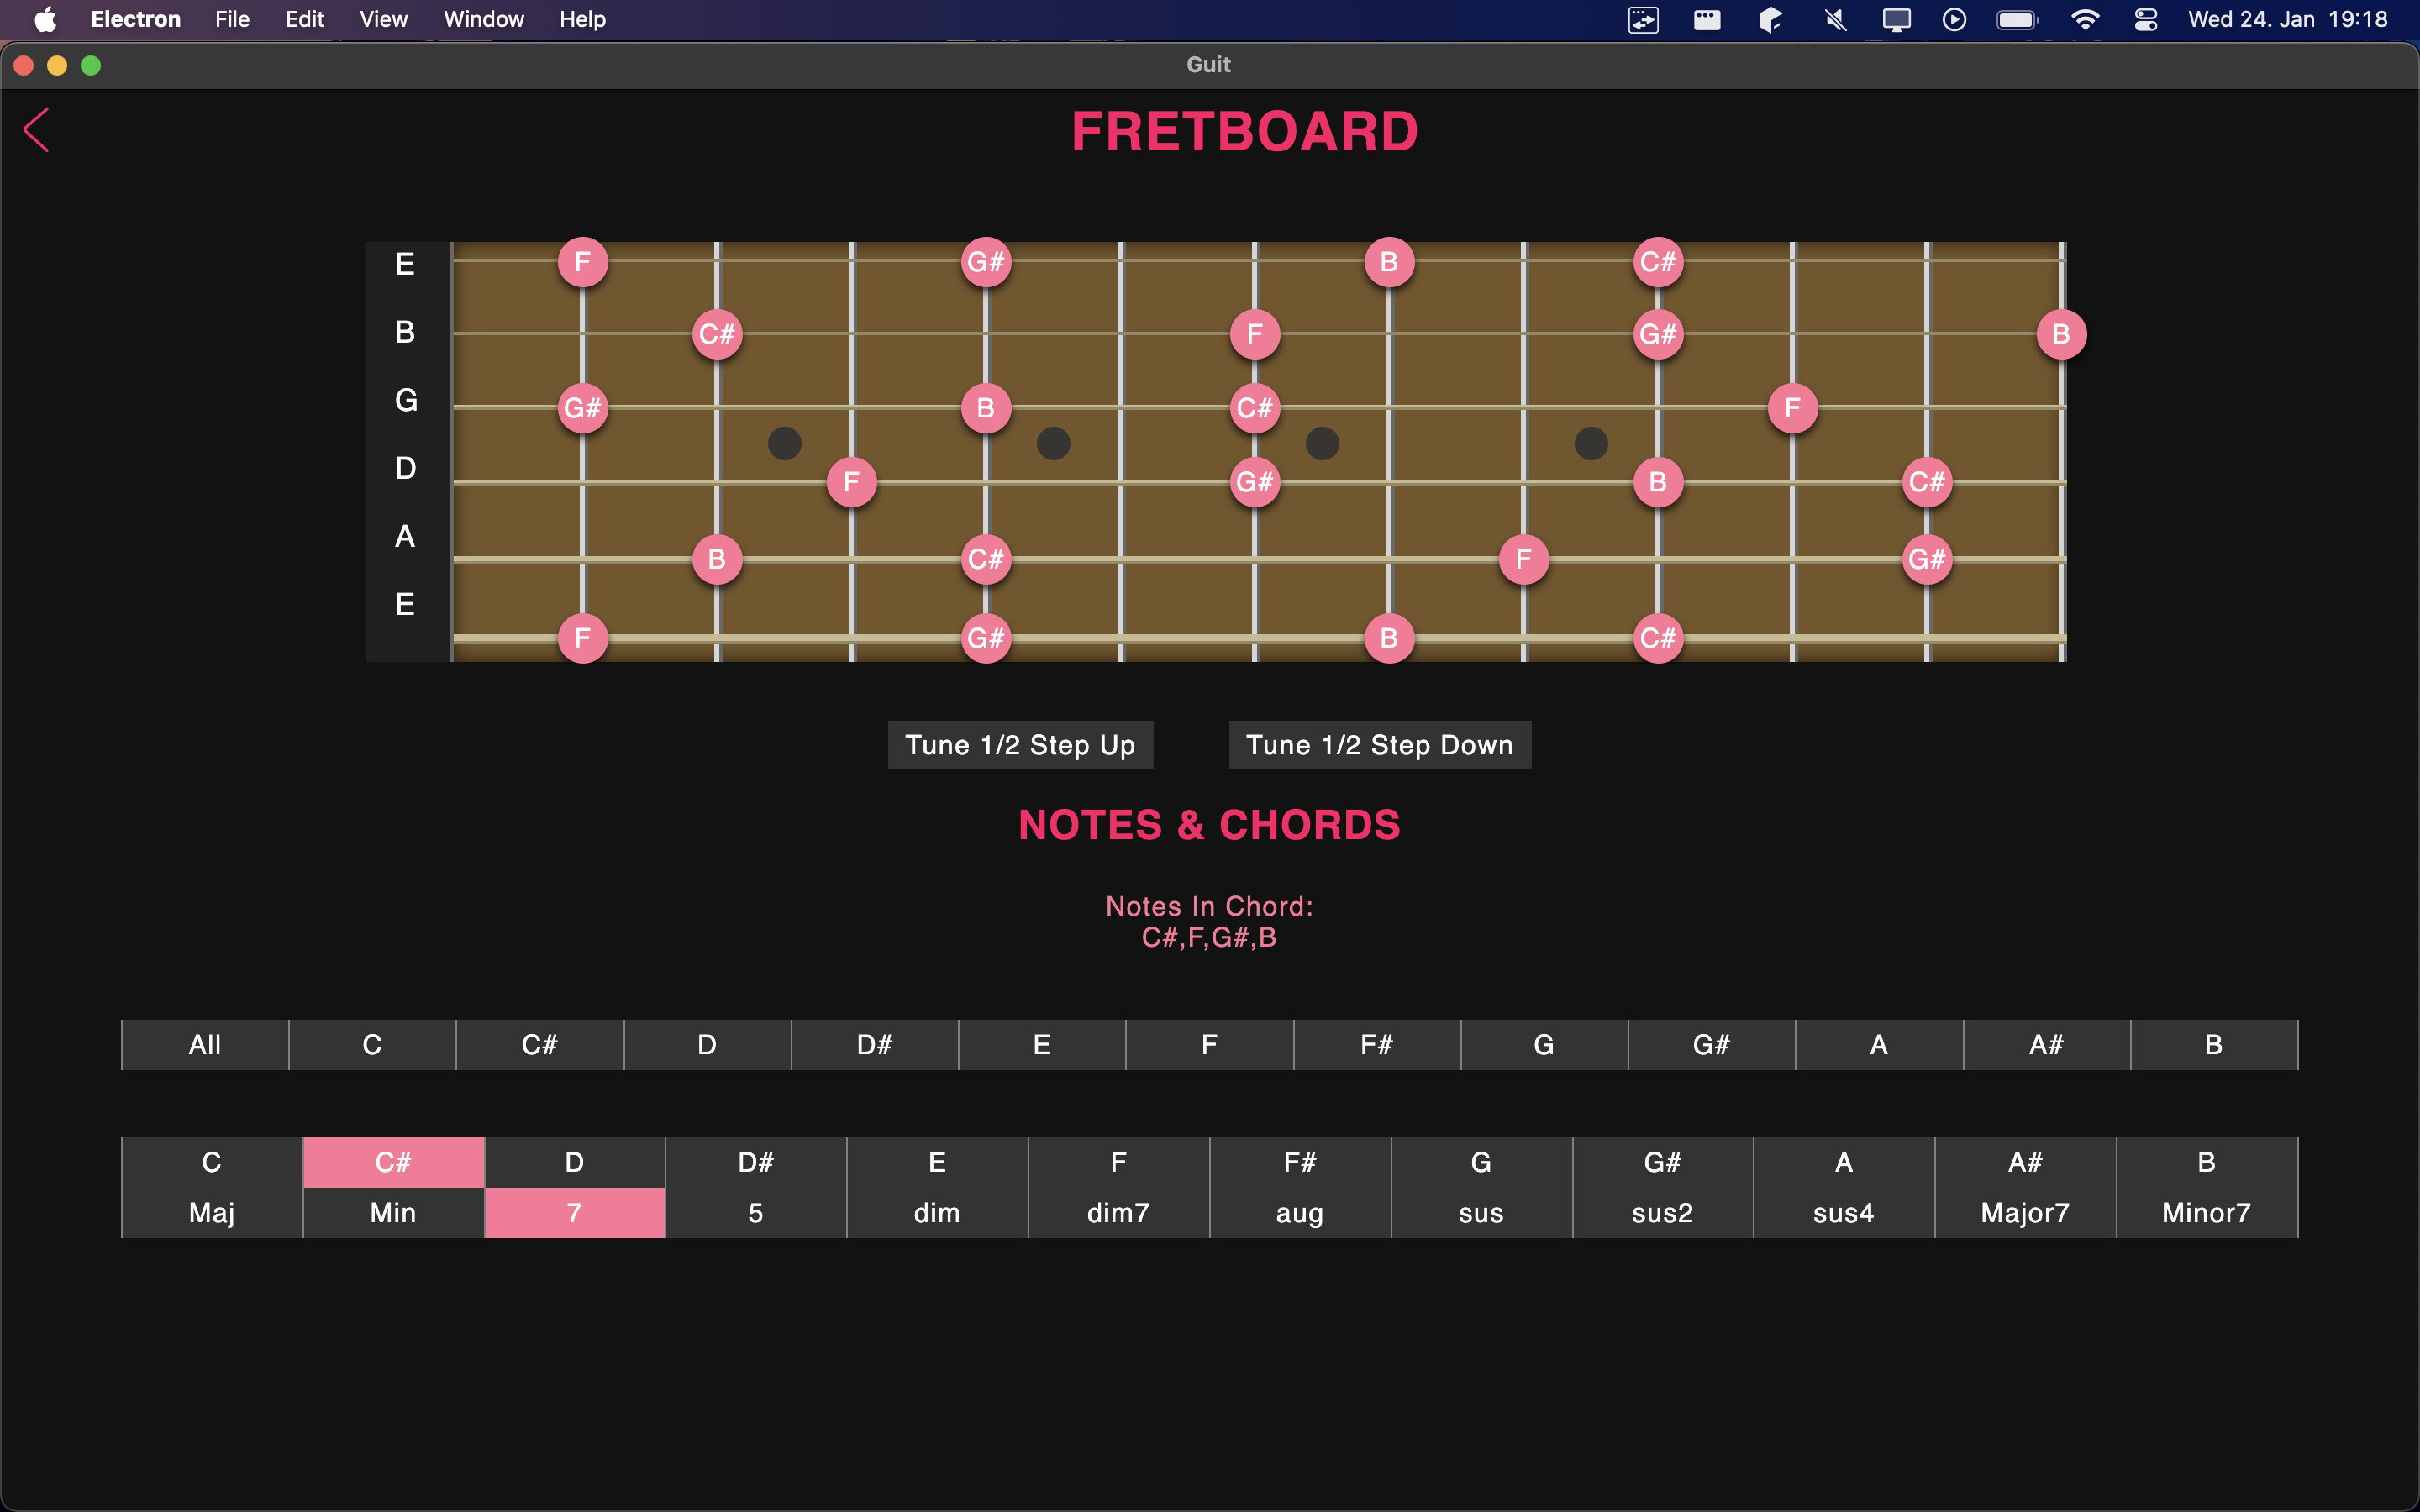 Electron File Edit View Window Help Wed 24. Jan 19:18
Guit
FRETBOARD
E F G# B C#
B C# F G# B
G G# B C# F
D F G# B C#
A B C# F G#
E F G# B C#
Tune 1/2 Step Up Tune 1/2 Step Down
NOTES & CHORDS
Notes In Chord:
C#,F,G#,B
All C C# D D# E F F# G G# A A# B
C C# D D# E F F# G G# A A# B
Maj Min 7 5 dim dim7 aug sus sus2 sus4 Major7 Minor7